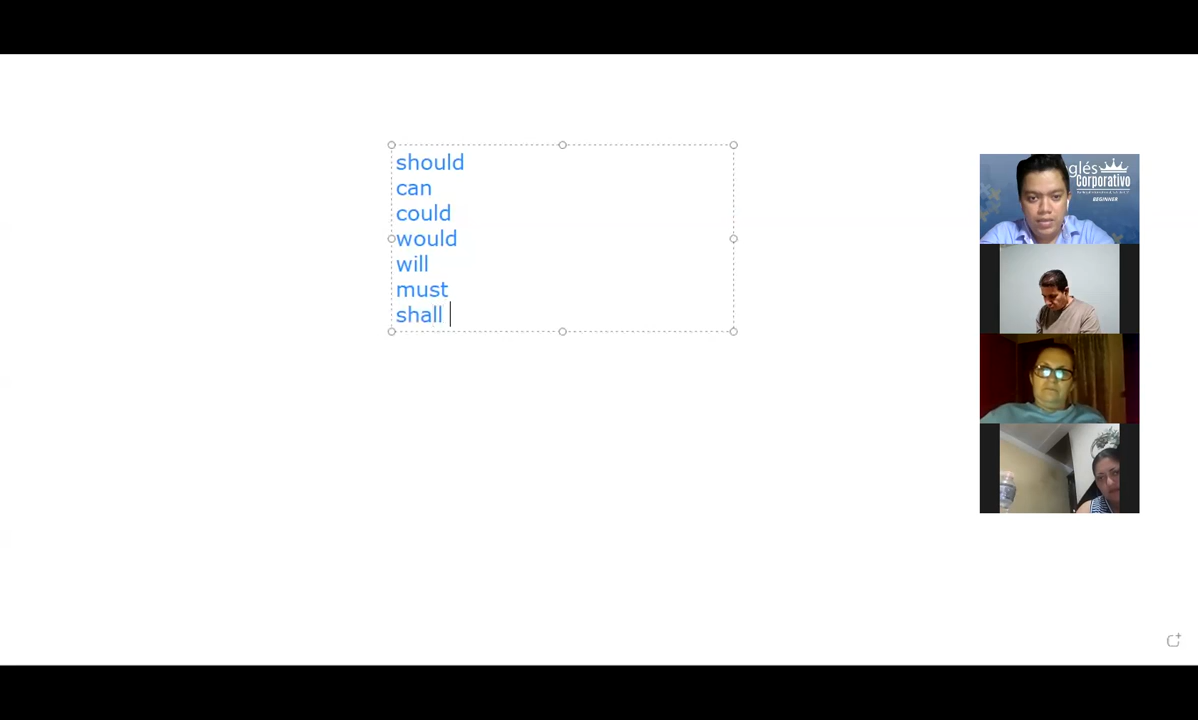 should
can
could
would
will
must
shall
glés
Corporativo
BEGINNER